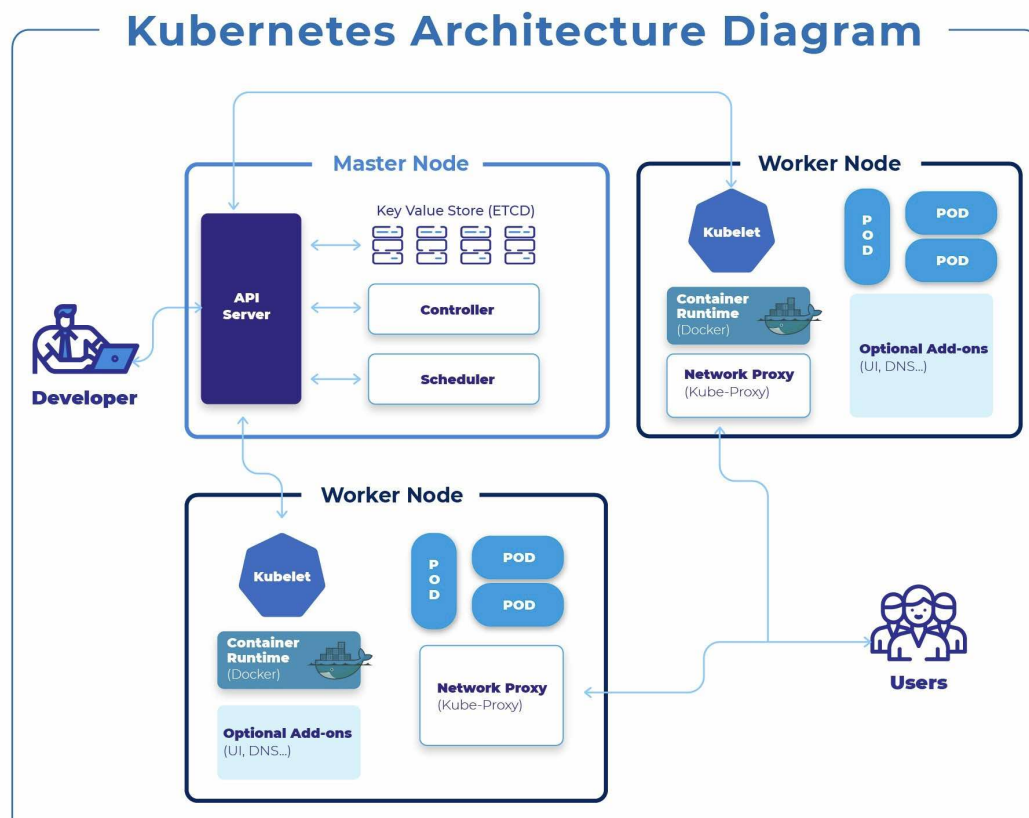 Kubernetes Architecture Diagram
Master Node
Key Value Store (ETCD)
API
Server
Controller
Scheduler
Developer
Worker Node
Kubelet
P
O
D
POD
POD
Container
Runtime
(Docker)
Network Proxy
(Kube-Proxy)
Optional Add-ons
(UI, DNS...)
Worker Node
Kubelet
P
O
D
POD
POD
Container
Runtime
(Docker)
Optional Add-ons
(UI, DNS...)
Network Proxy
(Kube-Proxy)
Users